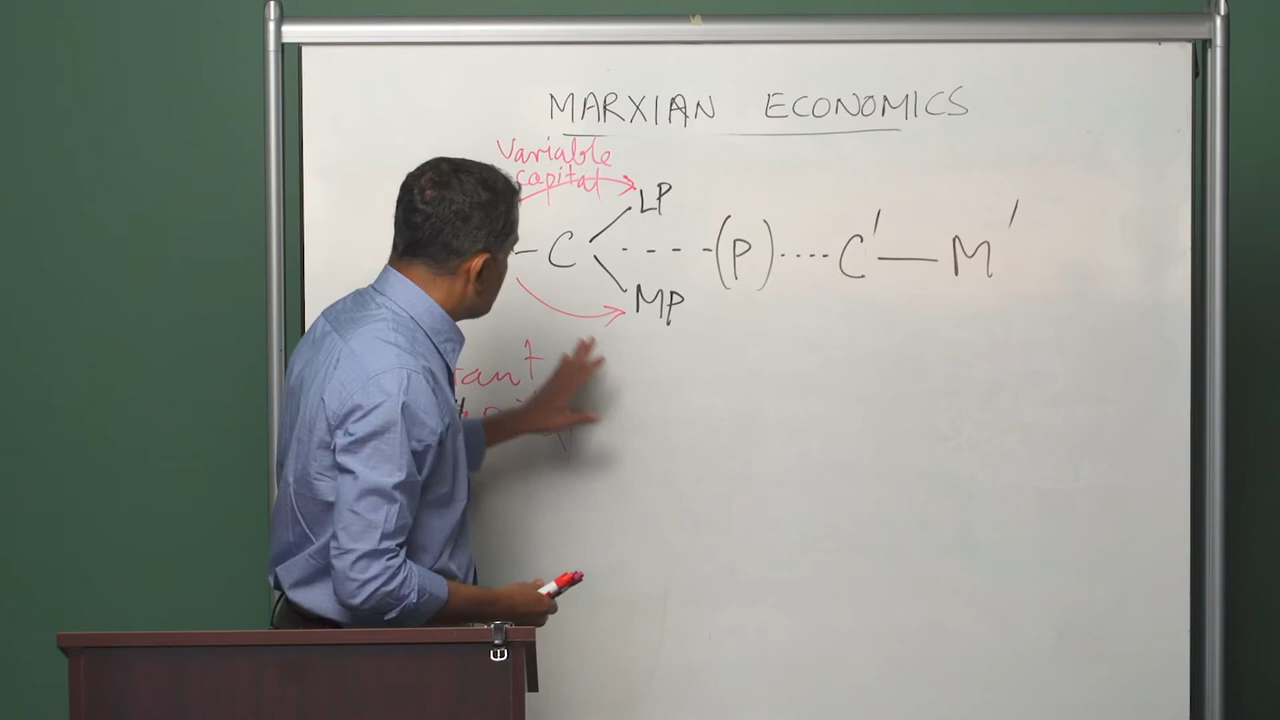 MARXIAN ECONOMICS
Variable
capital
LP
– C ---- (P) .... C′ — M′
MP